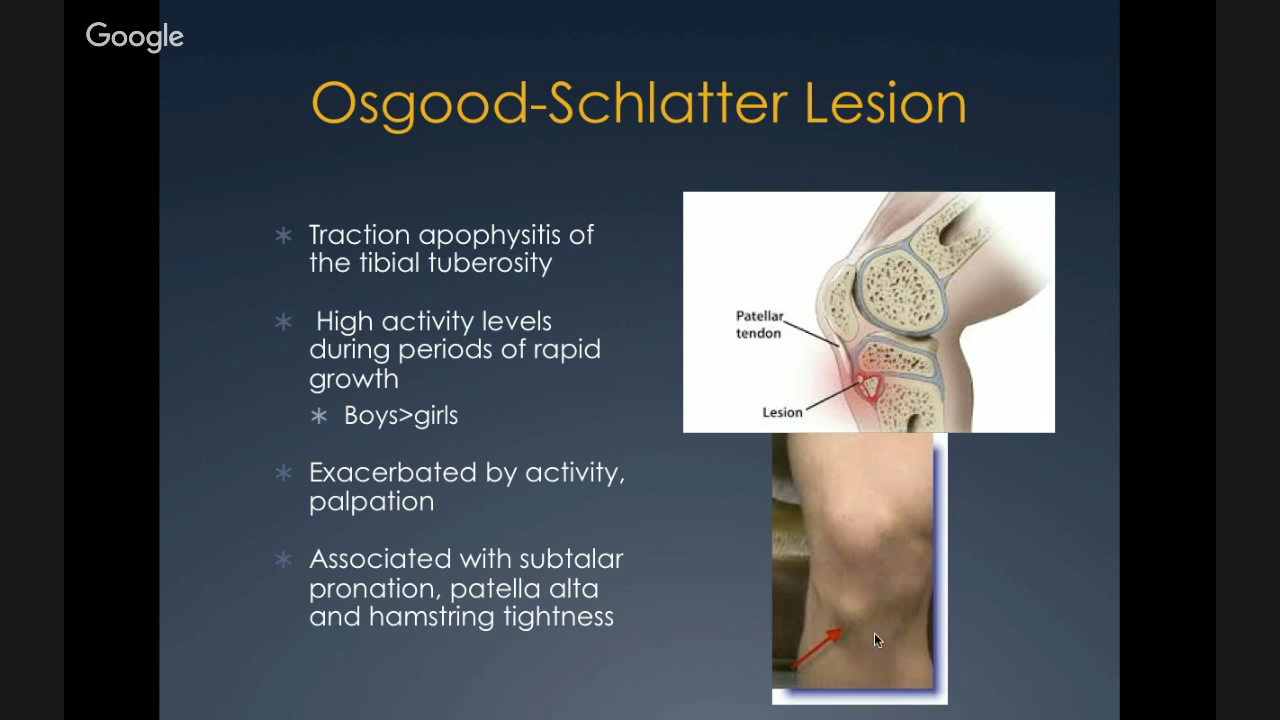 Google
Osgood-Schlatter Lesion
* Traction apophysitis of
the tibial tuberosity
* High activity levels
during periods of rapid
growth
* Boys>girls
* Exacerbated by activity,
palpation
* Associated with subtalar
pronation, patella alta
and hamstring tightness
Patellar
tendon
Lesion